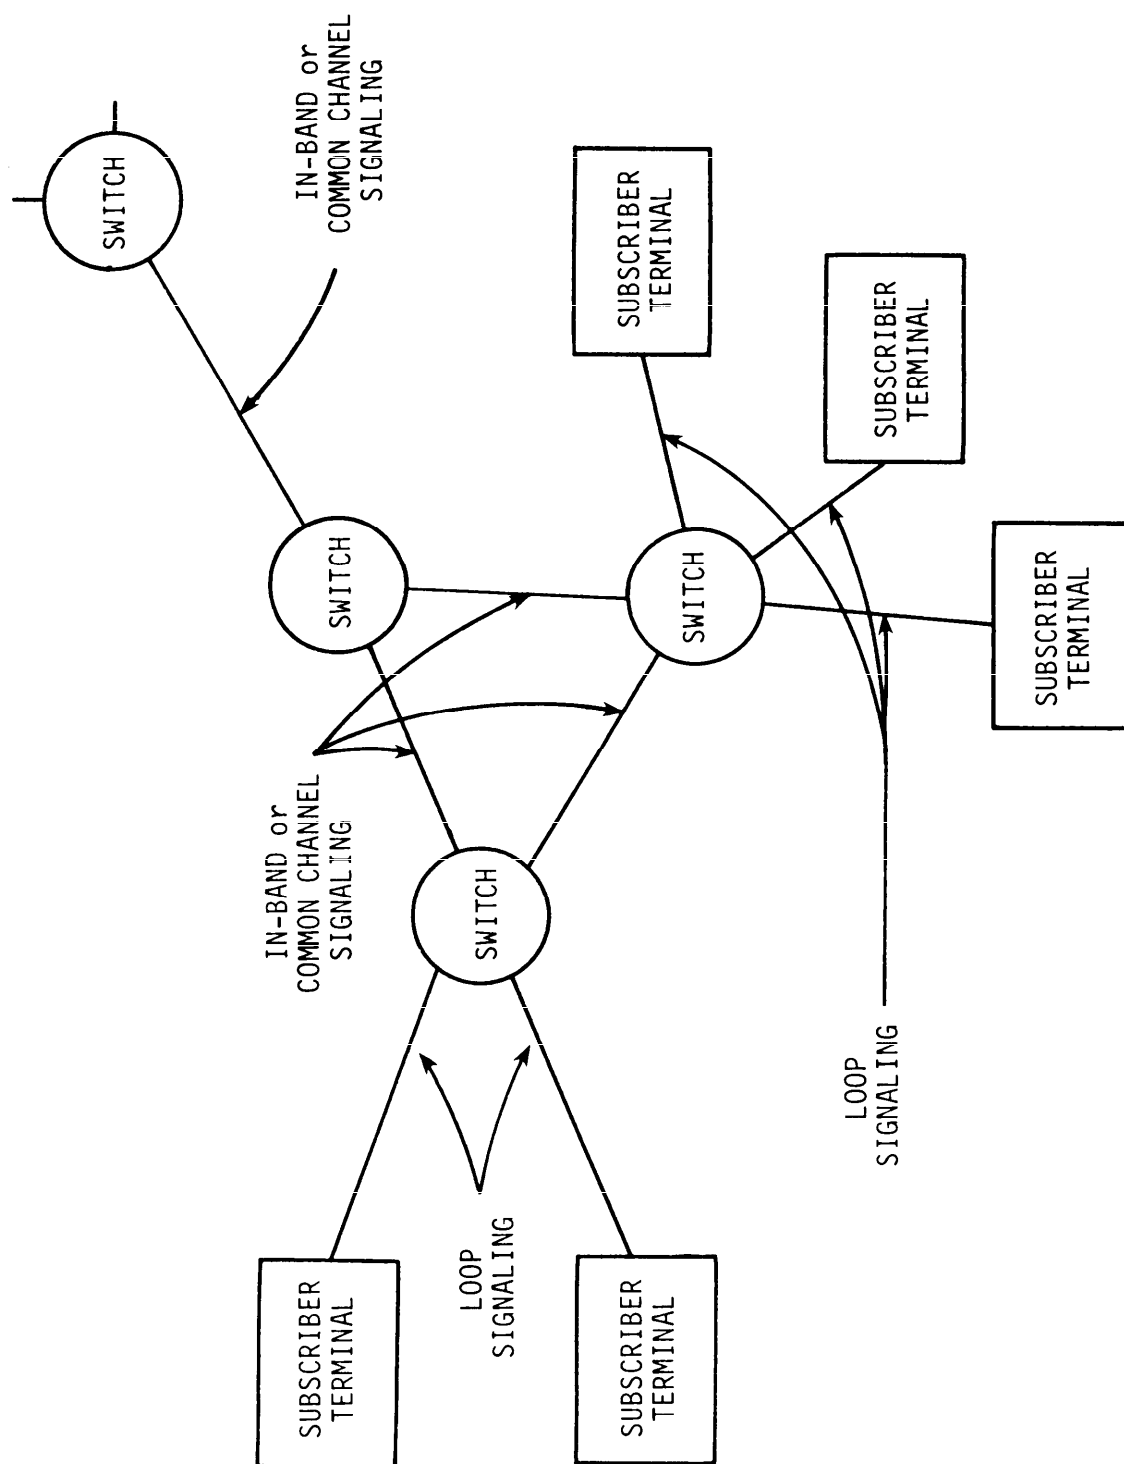 SWITCH
IN-BAND or
COMMON CHANNEL
SIGNALING
SUBSCRIBER
TERMINAL
SUBSCRIBER
TERMINAL
SUBSCRIBER
TERMINAL
SWITCH
SWITCH
IN-BAND or
COMMON CHANNEL
SIGNALING
SWITCH
LOOP
SIGNALING
SUBSCRIBER
TERMINAL
LOOP
SIGNALING
SUBSCRIBER
TERMINAL